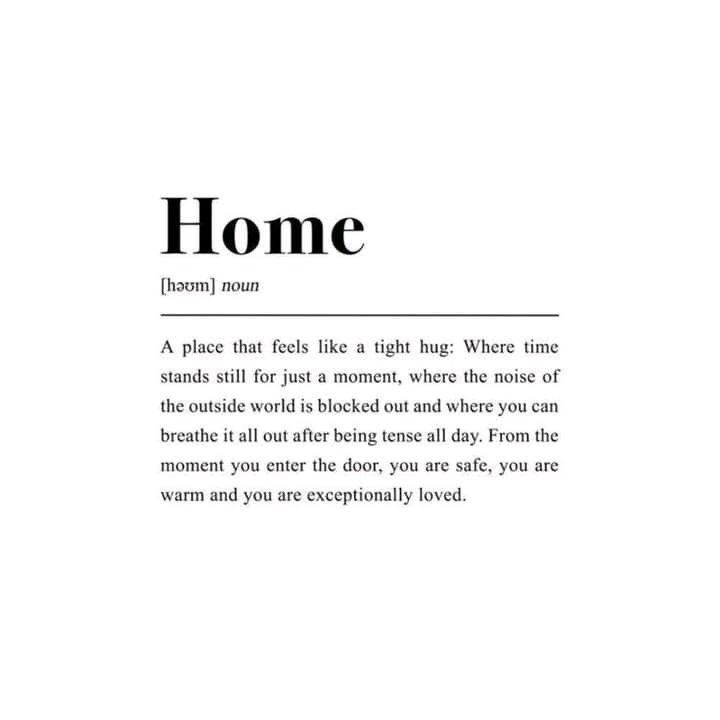 Home
[həʊm] noun
A place that feels like a tight hug: Where time
stands still for just a moment, where the noise of
the outside world is blocked out and where you can
breathe it all out after being tense all day. From the
moment you enter the door, you are safe, you are
warm and you are exceptionally loved.